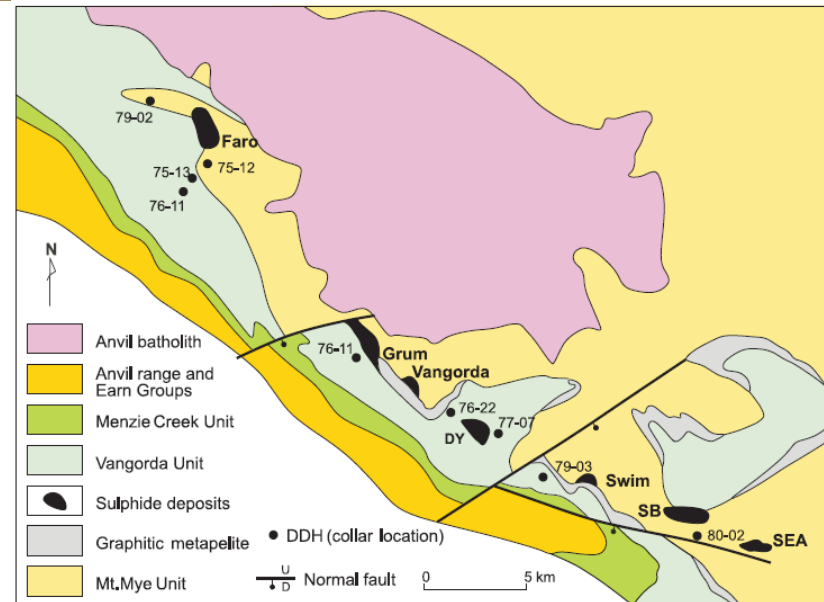 79-02
Faro
75-12
75-13
76-11
N
76-11
Grum
Vangorda
76-22
77-07
DY
79-03
Swim
SB
80-02
SEA
Anvil batholith
Anvil range and
Earn Groups
Menzie Creek Unit
Vangorda Unit
Sulphide deposits
Graphitic metapelite
Mt.Mye Unit
DDH (collar location)
U
D
Normal fault
0
5 km